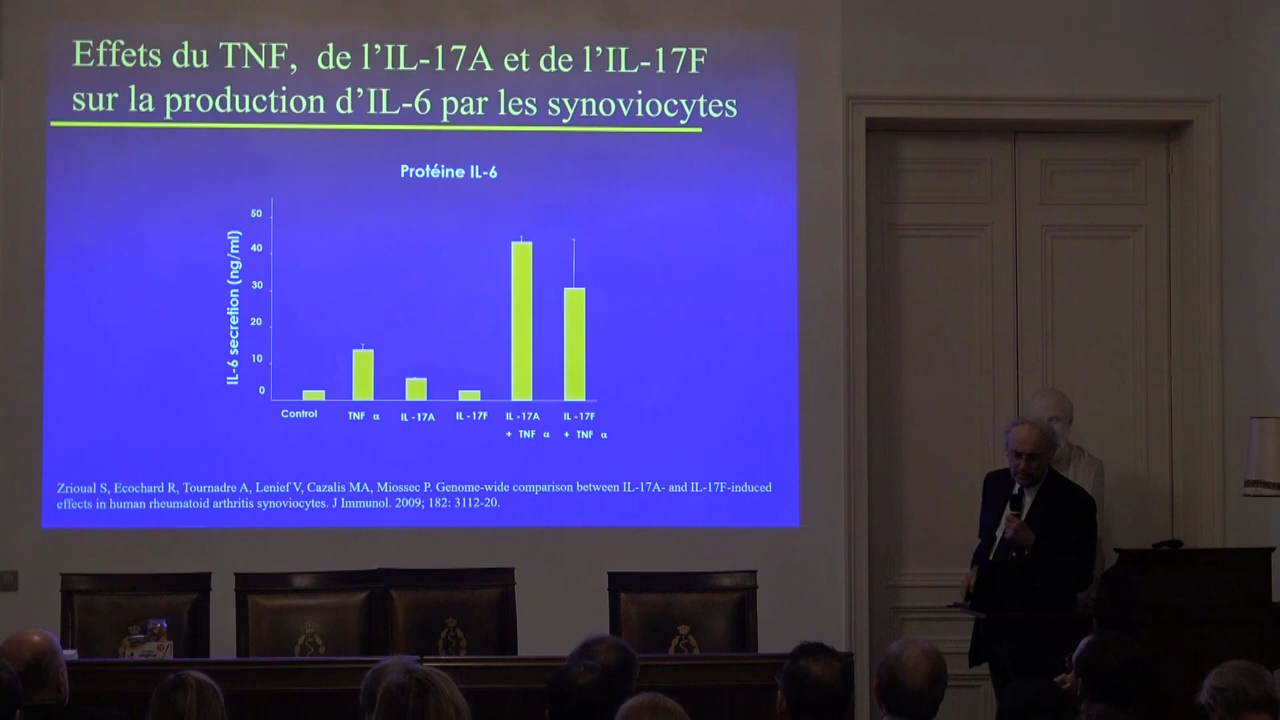 Effets du TNF, de l'IL-17A et de l'IL-17F
sur la production d'IL-6 par les synoviocytes
Protéine IL-6
IL-6 secretion (ng/ml)
50
40
30
20
10
0
Control
TNF α
IL-17A
IL-17F
IL-17A
+ TNF α
IL-17F
+ TNF α
Zrioual S, Ecochard R, Tournadre A, Lenief V, Cazalis MA, Miossec P. Genome-wide comparison between IL-17A- and IL-17F-induced
effects in human rheumatoid arthritis synoviocytes. J Immunol. 2009; 182: 3112-20.